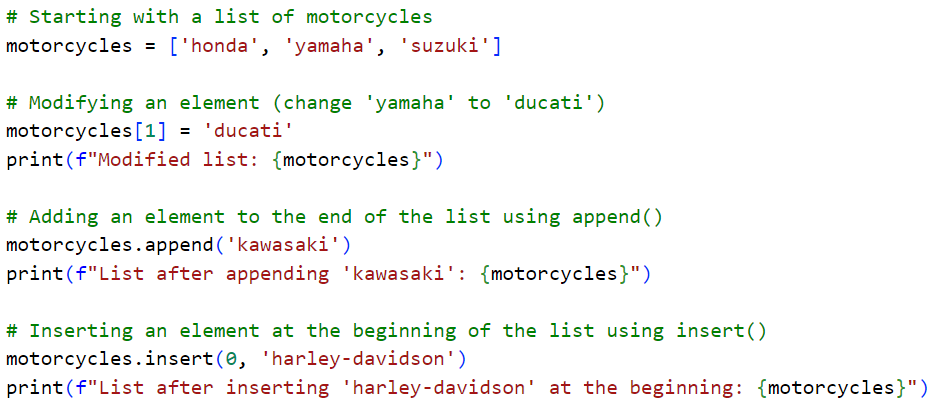 # Starting with a list of motorcycles
motorcycles = ['honda', 'yamaha', 'suzuki']
# Modifying an element (change 'yamaha' to 'ducati')
motorcycles[1] = 'ducati'
print(f"Modified list: {motorcycles}")
# Adding an element to the end of the list using append()
motorcycles.append('kawasaki')
print(f"List after appending 'kawasaki': {motorcycles}")
# Inserting an element at the beginning of the list using insert()
motorcycles.insert(0, 'harley-davidson')
print(f"List after inserting 'harley-davidson' at the beginning: {motorcycles}")